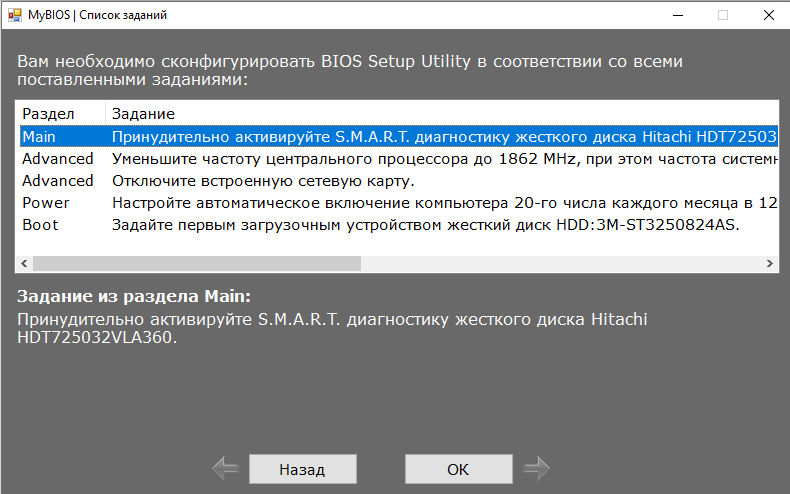 MyBIOS | Список заданий
Вам необходимо сконфигурировать BIOS Setup Utility в соответствии со всеми
поставленными заданиями:
Раздел Задание
Main Принудительно активируйте S.M.A.R.T. диагностику жесткого диска Hitachi HDT72503
Advanced Уменьшите частоту центрального процессора до 1862 MHz, при этом частота системн
Advanced Отключите встроенную сетевую карту.
Power Настройте автоматическое включение компьютера 20-го числа каждого месяца в 12
Boot Задайте первым загрузочным устройством жесткий диск HDD:3M-ST3250824AS.
Задание из раздела Main:
Принудительно активируйте S.M.A.R.T. диагностику жесткого диска Hitachi
HDT725032VLA360.
Назад OK